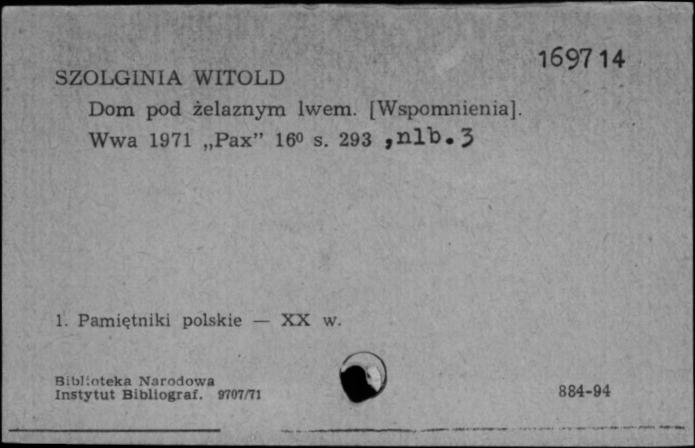 169714
SZOLGINIA WITOLD
Dom pod żelaznym lwem. [Wspomnienia].
Wwa 1971 „Pax” 16⁰ s. 293 ,nlb.3
1. Pamiętniki polskie — XX w.
Biblioteka Narodowa
Instytut Bibliograf. 9707/71
884-94